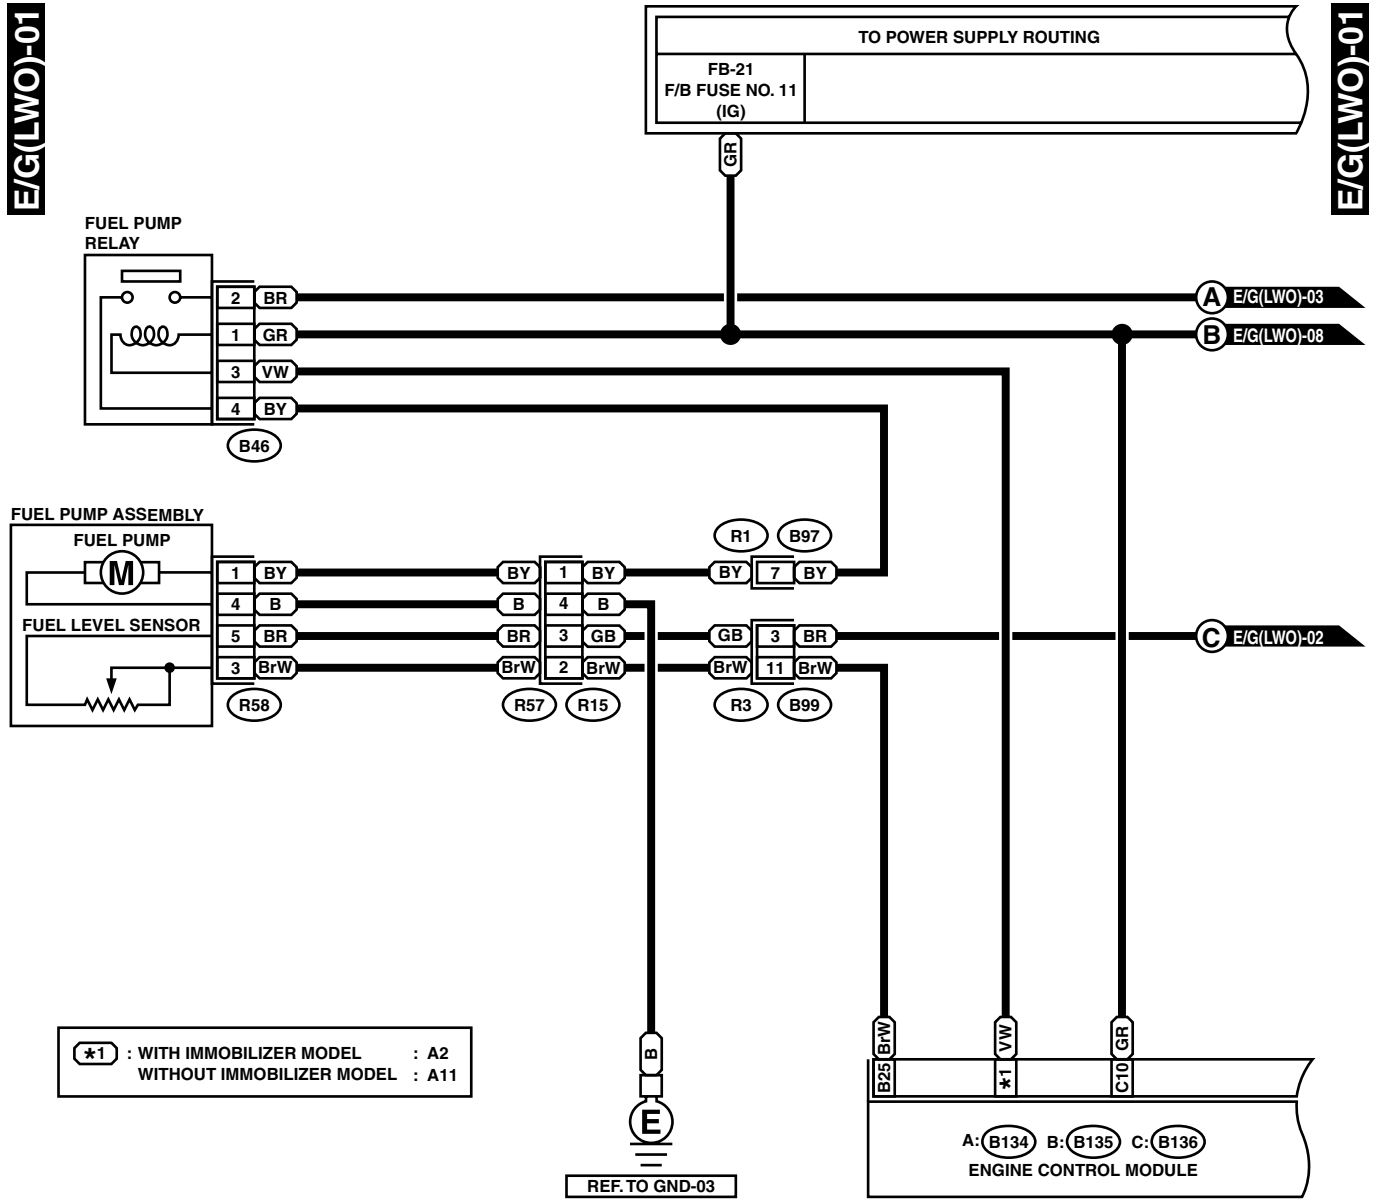 E/G(LWO)-01
E/G(LWO)-01
TO POWER SUPPLY ROUTING
FB-21
F/B FUSE NO. 11
(IG)
GR
FUEL PUMP
RELAY
2 BR
A E/G(LWO)-03
1 GR
B E/G(LWO)-08
3 VW
4 BY
B46
FUEL PUMP ASSEMBLY
FUEL PUMP
M
R1 B97
1 BY BY 1 BY BY 7 BY
4 B B 4 B
FUEL LEVEL SENSOR
5 BR BR 3 GB GB 3 BR
C E/G(LWO)-02
3 BrW BrW 2 BrW BrW 11 BrW
R58 R57 R15 R3 B99
*1 : WITH IMMOBILIZER MODEL : A2
WITHOUT IMMOBILIZER MODEL : A11
B
E
REF. TO GND-03
BrW VW GR
B25 *1 C10
A: B134 B: B135 C: B136
ENGINE CONTROL MODULE